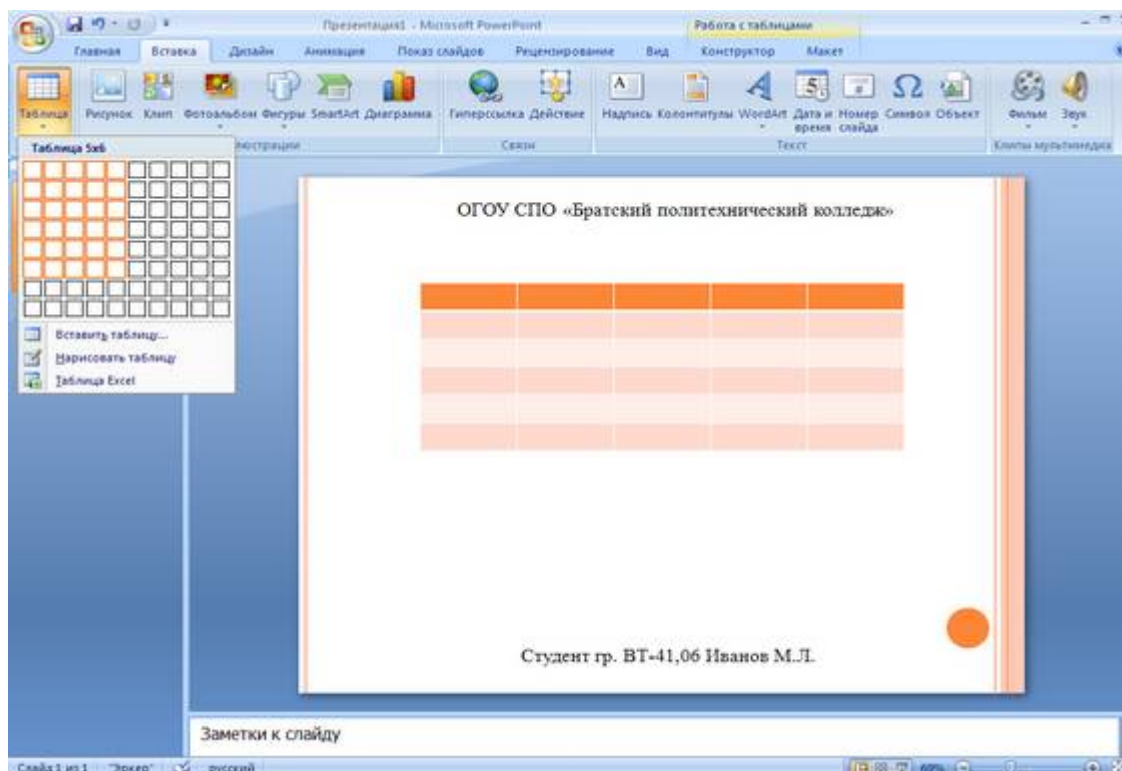 Презентация1 - Microsoft PowerPoint
Работа с таблицами
Главная Вставка Дизайн Анимация Показ слайдов Рецензирование Вид Конструктор Макет
Таблица Рисунок Клип Фотоальбом Фигуры SmartArt Диаграмма Гиперссылка Действие Надпись Колонтитулы WordArt Дата и время Номер слайда Символ Объект Фильм Звук
люстрации Связи Текст Клипы мультимедиа
Таблица 5x6
Вставить таблицу...
Нарисовать таблицу
Таблица Excel
ОГОУ СПО «Братский политехнический колледж»
Студент гр. ВТ-41,06 Иванов М.Л.
Заметки к слайду
Слайд 1 из 1 "Эркер" русский 69%